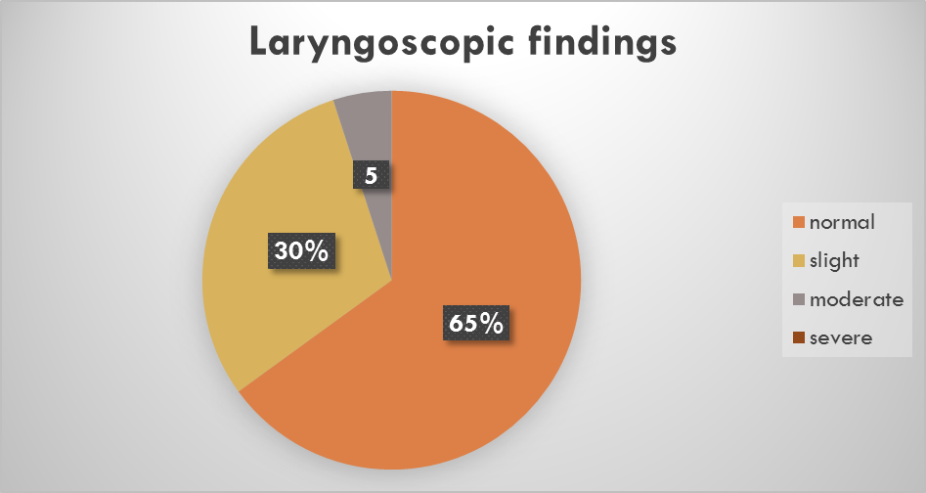 Laryngoscopic findings
5
30%
65%
normal
slight
moderate
severe